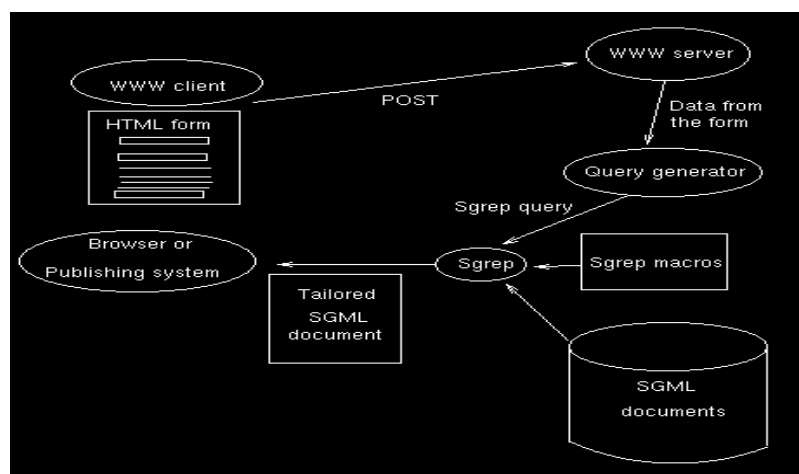 WWW client
HTML form
POST
WWW server
Data from
the form
Query generator
Sgrep query
Browser or
Publishing system
Sgrep
Sgrep macros
Tailored
SGML
document
SGML
documents